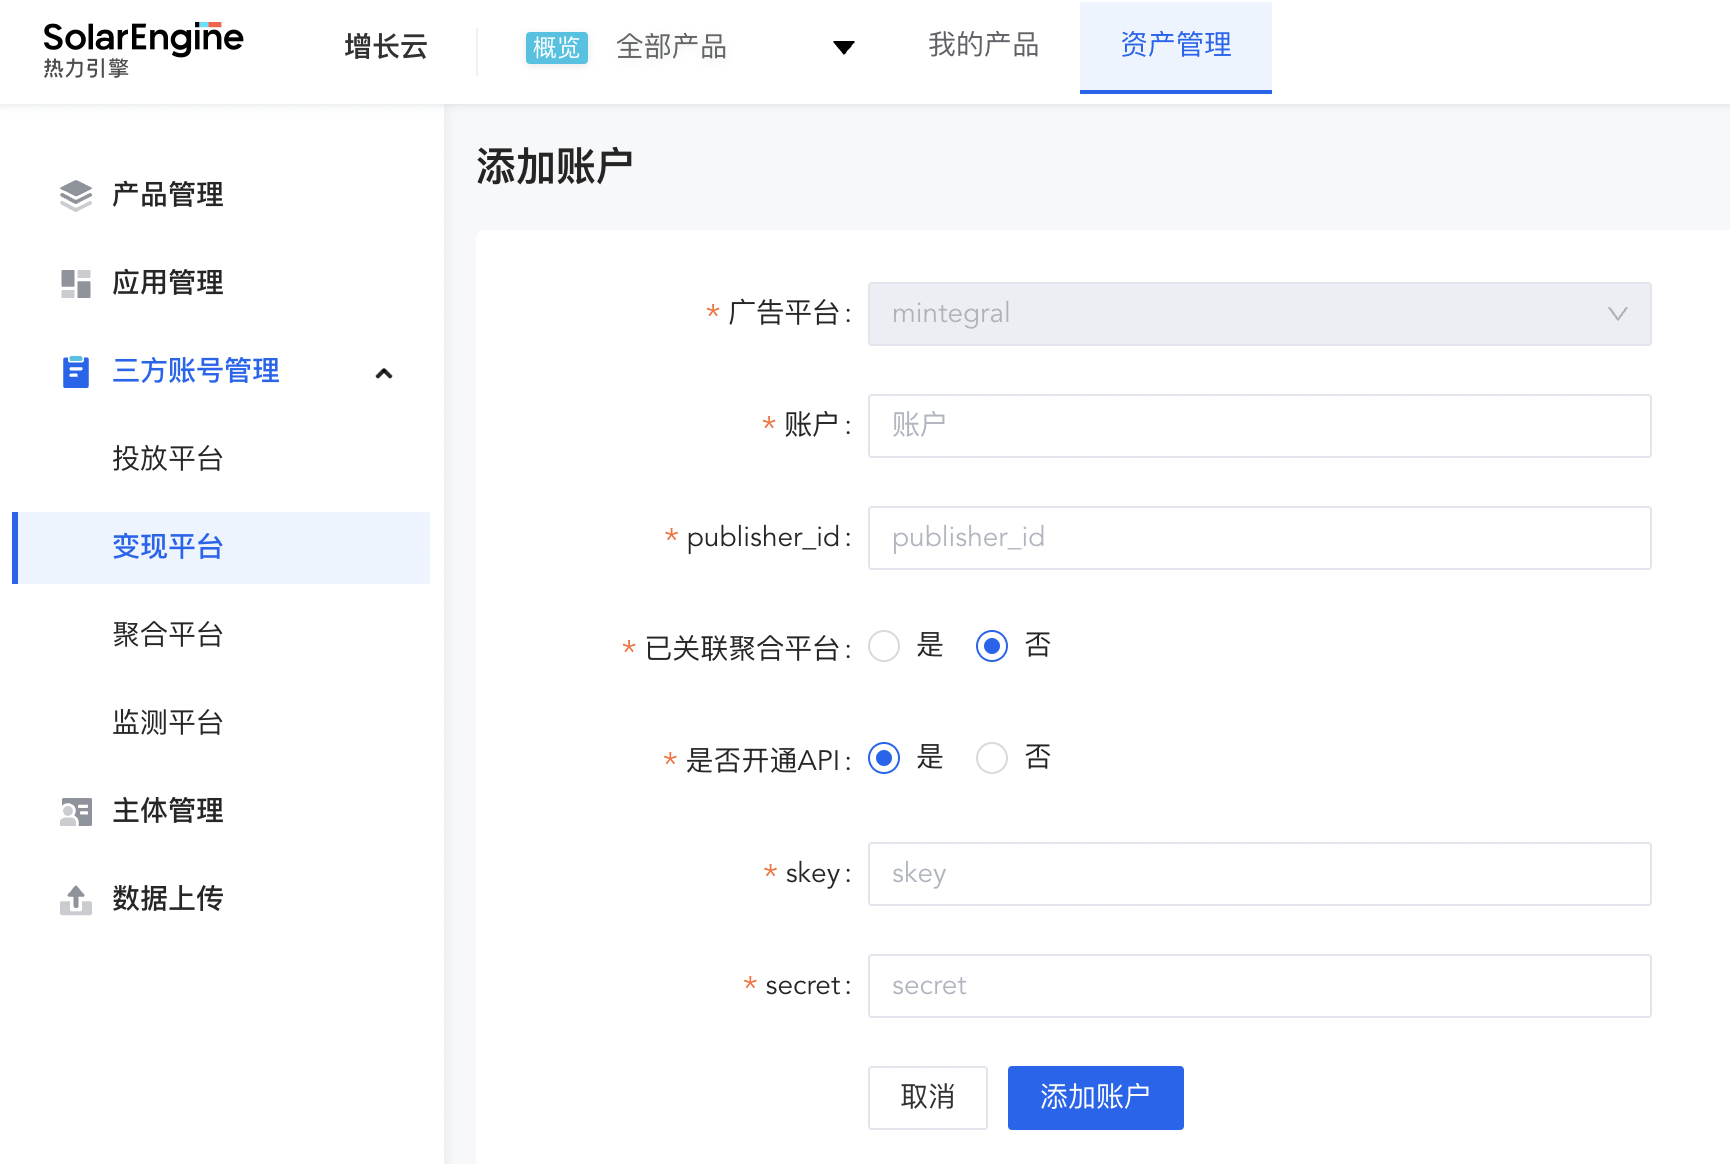 SolarEngine
热力引擎
增长云
概览 全部产品
我的产品
资产管理
产品管理
应用管理
三方账号管理
投放平台
变现平台
聚合平台
监测平台
主体管理
数据上传
添加账户
* 广告平台: mintegral
* 账户: 账户
* publisher_id: publisher_id
* 已关联聚合平台: 是 否
* 是否开通API: 是 否
* skey: skey
* secret: secret
取消 添加账户